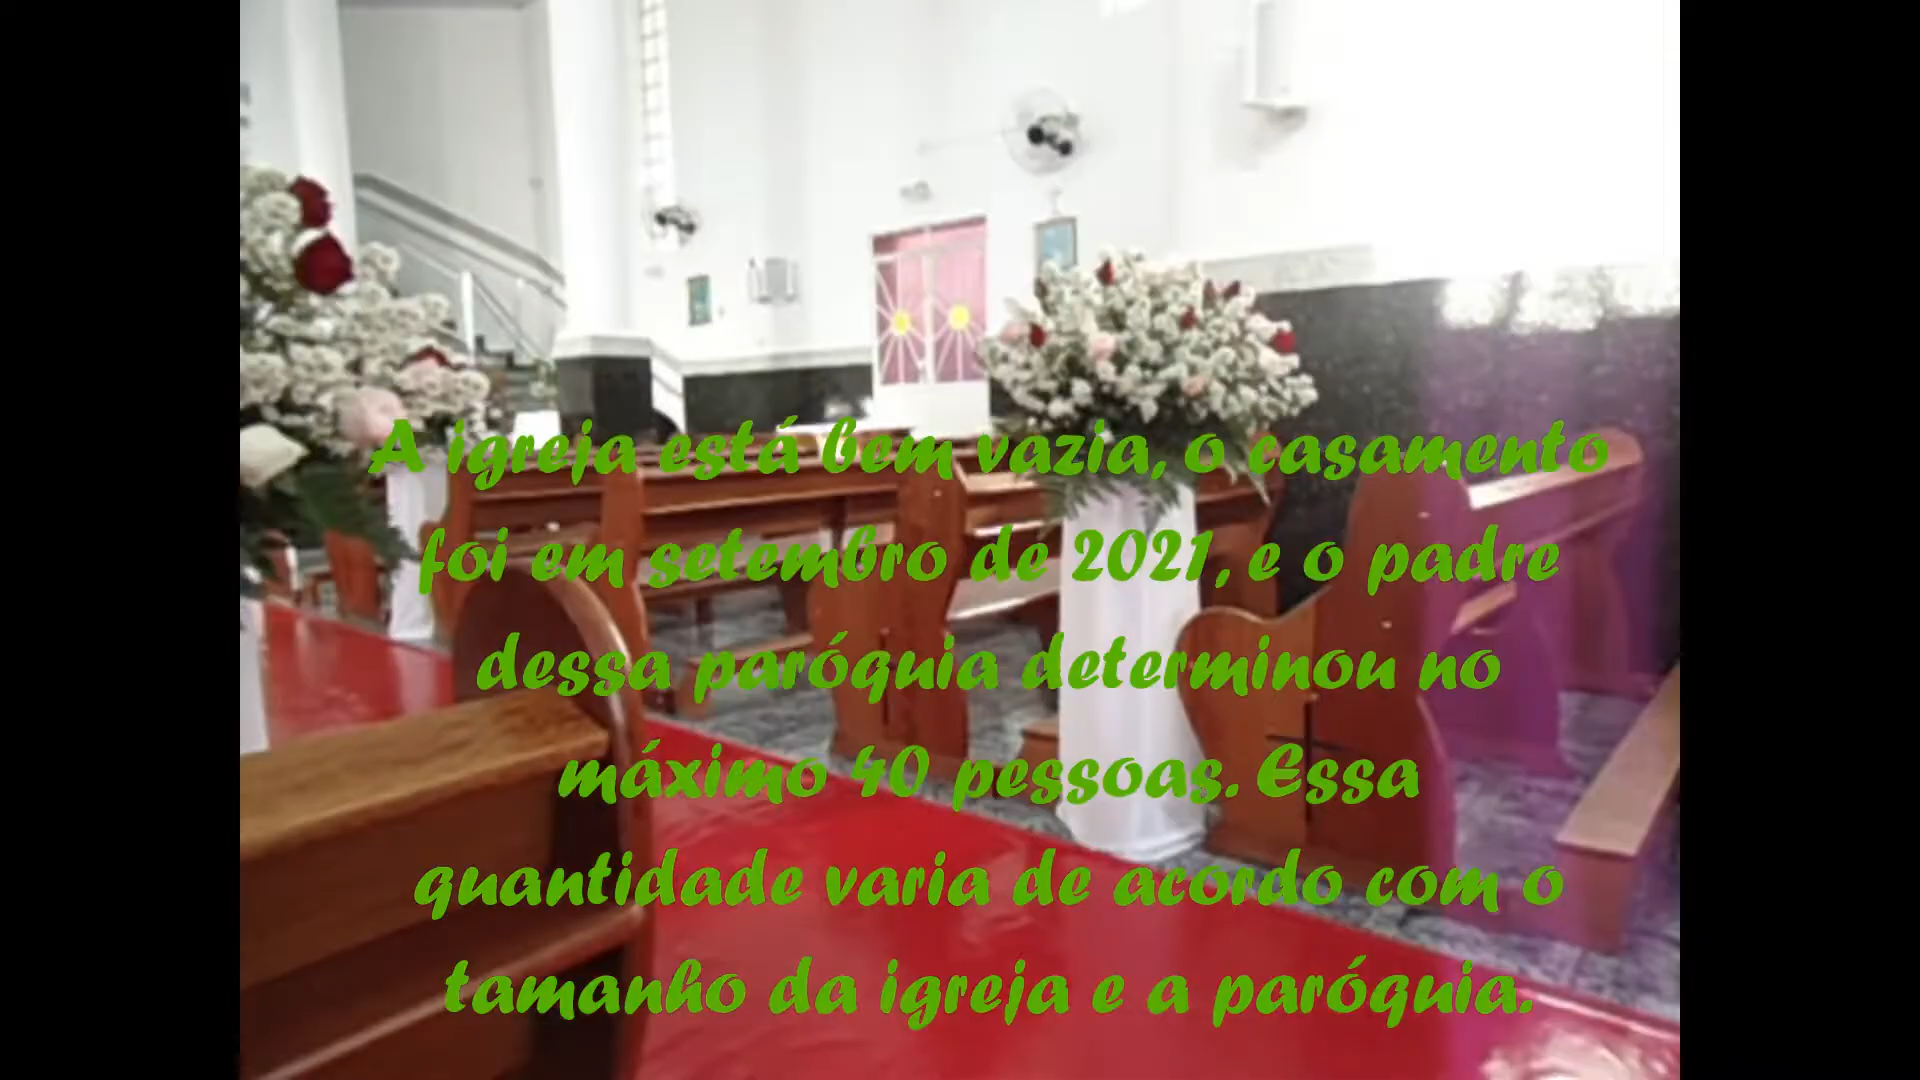 A igreja está bem vazia, o casamento
foi em setembro de 2021, e o padre
dessa paróquia determinou no
máximo 40 pessoas. Essa
quantidade varia de acordo com o
tamanho da igreja e a paróquia.